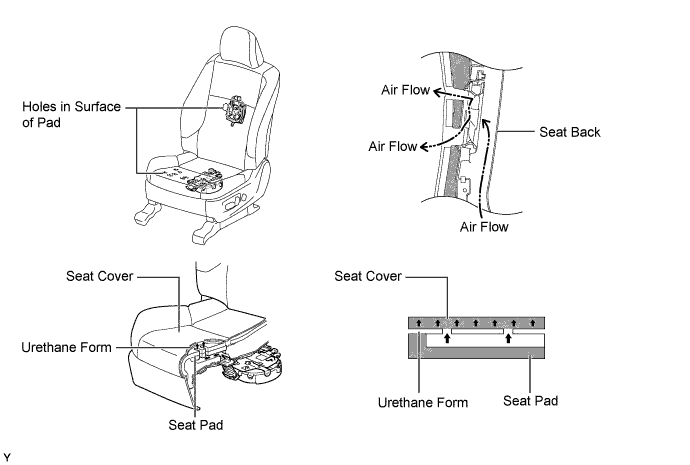 Holes in Surface
of Pad
Air Flow
Air Flow
Seat Back
Air Flow
Seat Cover
Urethane Form
Seat Pad
Seat Cover
Urethane Form
Seat Pad
Y